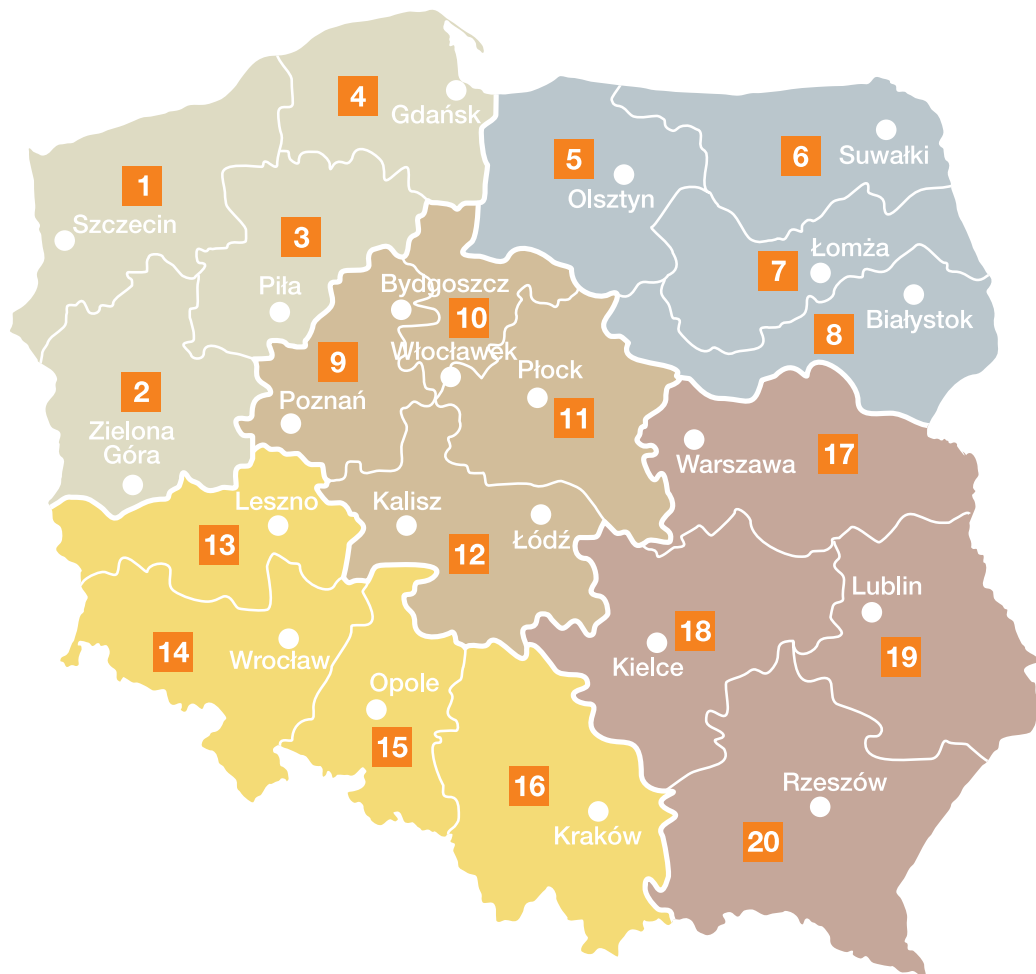 4
Gdańsk
1
Szczecin
3
Piła
2
Zielona
Góra
5
Olsztyn
6
Suwałki
7
Łomża
8
Białystok
Bydgoszcz
10
Włocławek
9
Poznań
Płock
11
Kalisz
12
Łódź
Leszno
13
14
Wrocław
Opole
15
16
Kraków
Warszawa
17
18
Kielce
Lublin
19
Rzeszów
20